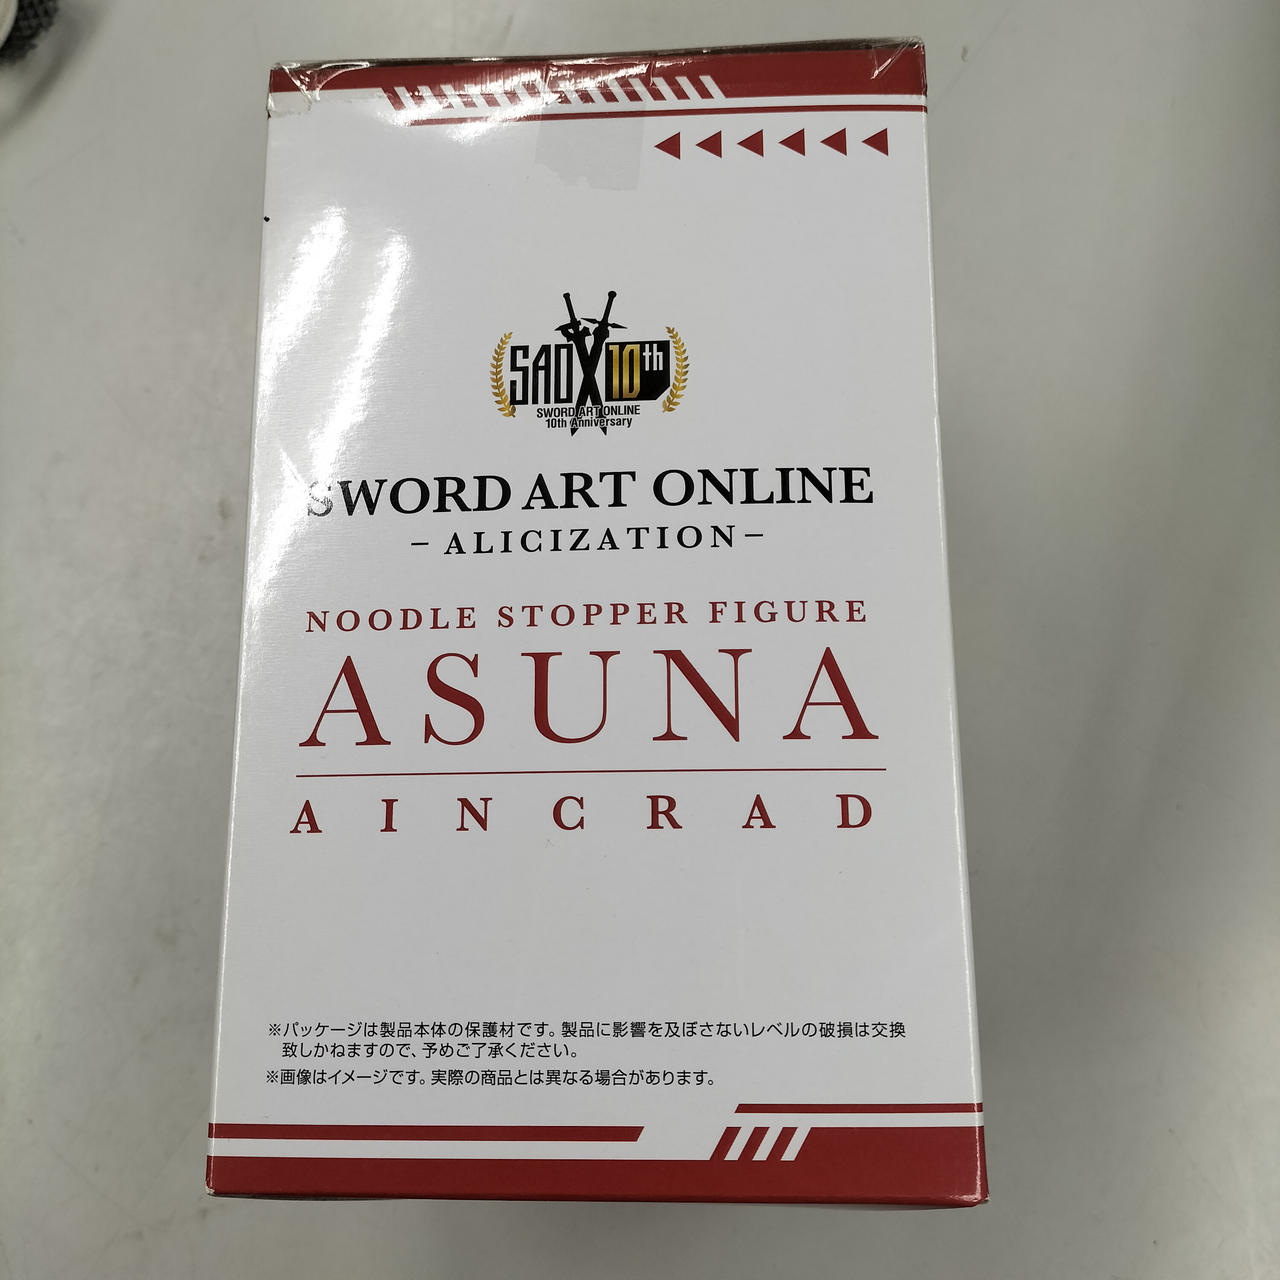 SAO X 10th
SWORD ART ONLINE
10th Anniversary
SWORD ART ONLINE
－ALICIZATION－
NOODLE STOPPER FIGURE
ASUNA
AINCRAD
※パッケージは製品本体の保護材です。製品に影響を及ぼさないレベルの破損は交換
致しかねますので、予めご了承ください。
※画像はイメージです。実際の商品とは異なる場合があります。